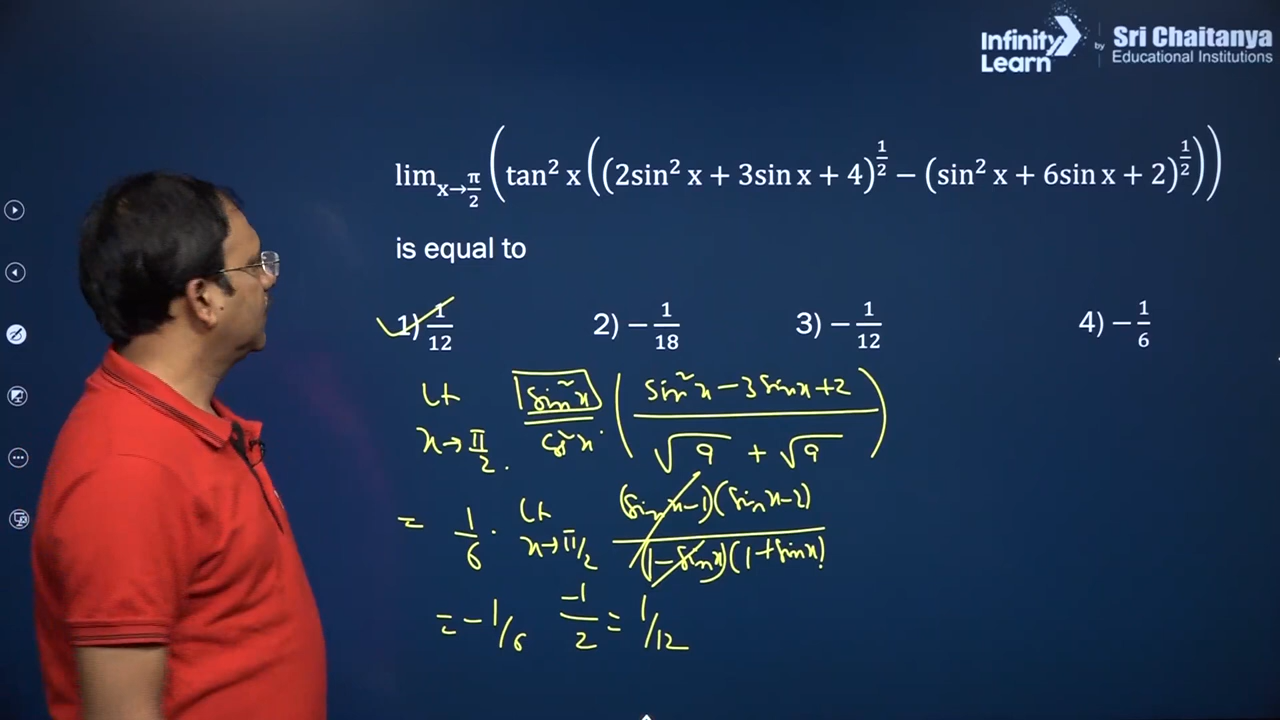 Infinity Learn by Sri Chaitanya Educational Institutions
lim x→π/2 (tan² x((2sin² x + 3sin x + 4)^(1/2) − (sin² x + 6sin x + 2)^(1/2)))
is equal to
1) 1/12 2) −1/18 3) −1/12 4) −1/6
Lt x→π/2. sin²x/cos²x (sin²x − 3sinx + 2 / √9 + √9)
= 1/6 · Lt x→π/2 (sinx−1)(sinx−2) / (1−sinx)(1+sinx)
= −1/6 −1/2 = 1/12